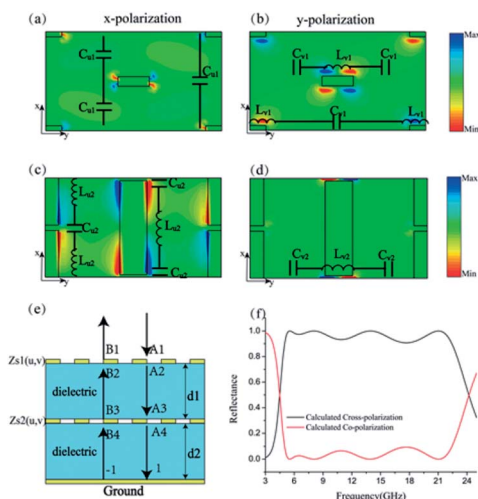 x-polarization
y-polarization
(a)
Cu1
Cu1
Cu1
x
y
(b)
Cv1
Lv1
Cv1
Lv1
Cv1
Lv1
x
y
Max
Min
(c)
Lu2
Cu2
Lu2
Cu2
Lu2
Cu2
x
y
(d)
Cv2
Lv2
Cv2
x
y
Max
Min
(e)
B1
A1
Zs1(u,v)
B2
A2
dielectric
d1
B3
A3
Zs2(u,v)
B4
A4
dielectric
d2
-1
1
Ground
(f)
Reflectance
1.0
0.8
0.6
0.4
0.2
0.0
Calculated Cross-polarization
Calculated Co-polarization
3 6 9 12 15 18 21 24
Frequency(GHz)